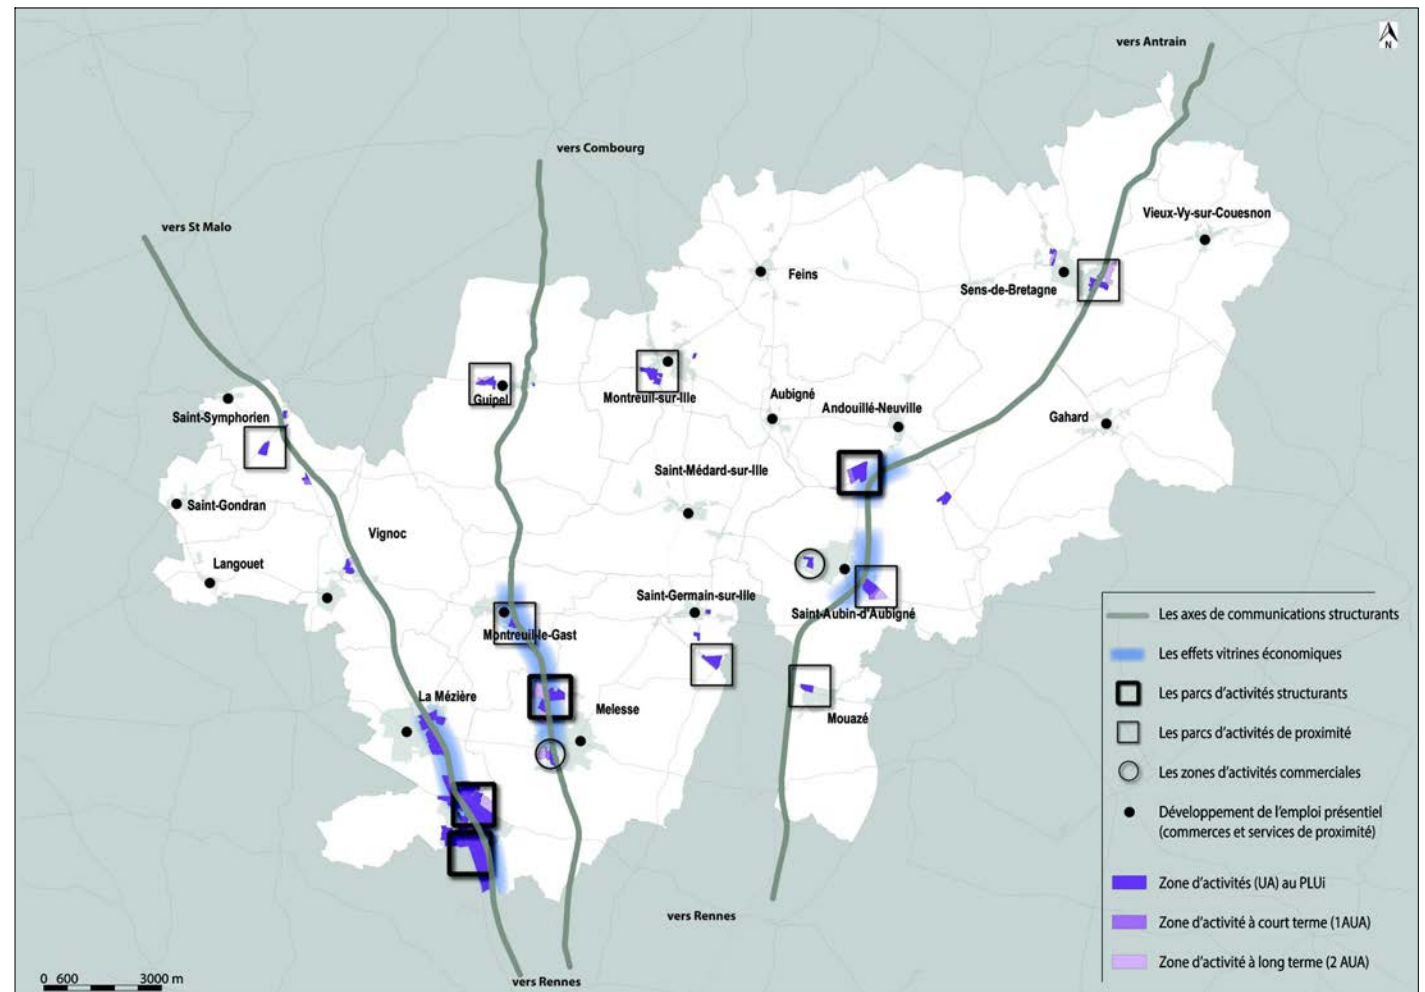 vers Antrain
N
vers Combourg
vers St Malo
Vieux-Vy-sur-Couesnon
Feins
Sens-de-Bretagne
Guipel
Montreuil-sur-Ille
Aubigné
Andouillé-Neuville
Gahard
Saint-Symphorien
Saint-Médard-sur-Ille
Saint-Gondran
Vignoc
Langouet
Saint-Germain-sur-Ille
Saint-Aubin-d'Aubigné
Montreuil-le-Gast
La Mézière
Melesse
Mouazé
vers Rennes
vers Rennes
0 600 3000 m
Les axes de communications structurants
Les effets vitrines économiques
Les parcs d'activités structurants
Les parcs d'activités de proximité
Les zones d'activités commerciales
Développement de l'emploi présentiel
(commerces et services de proximité)
Zone d'activités (UA) au PLUi
Zone d'activité à court terme (1AUA)
Zone d'activité à long terme (2 AUA)